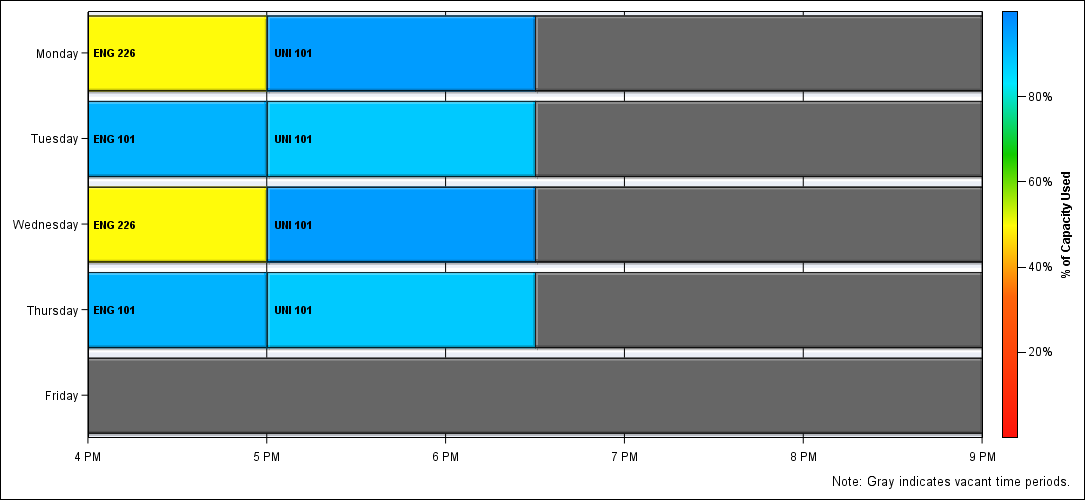 Monday
ENG 226
UNI 101
Tuesday
ENG 101
UNI 101
Wednesday
ENG 226
UNI 101
Thursday
ENG 101
UNI 101
Friday
4 PM
5 PM
6 PM
7 PM
8 PM
9 PM
80%
60%
40%
20%
% of Capacity Used
Note: Gray indicates vacant time periods.